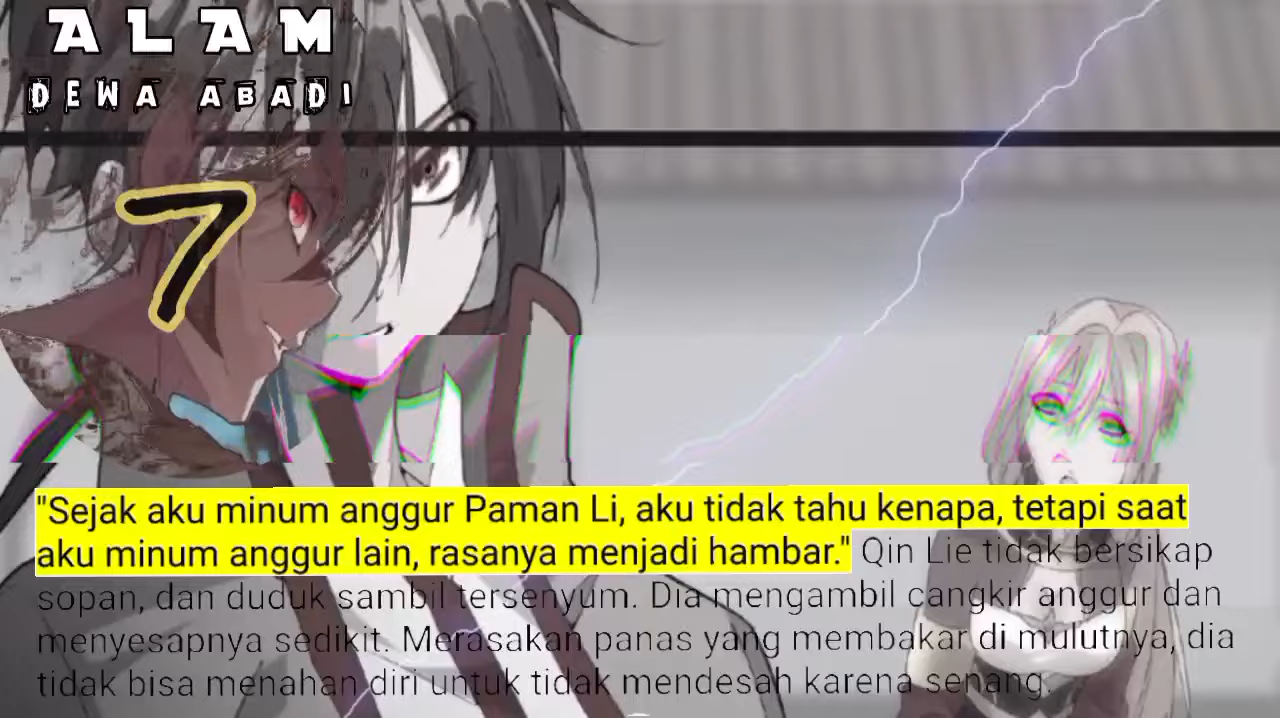 ALAM
DEWA ABADI
7
"Sejak aku minum anggur Paman Li, aku tidak tahu kenapa, tetapi saat
aku minum anggur lain, rasanya menjadi hambar." Qin Lie tidak bersikap
sopan, dan duduk sambil tersenyum. Dia mengambil cangkir anggur dan
menyesapnya sedikit. Merasakan panas yang membakar di mulutnya, dia
tidak bisa menahan diri untuk tidak mendesah karena senang.